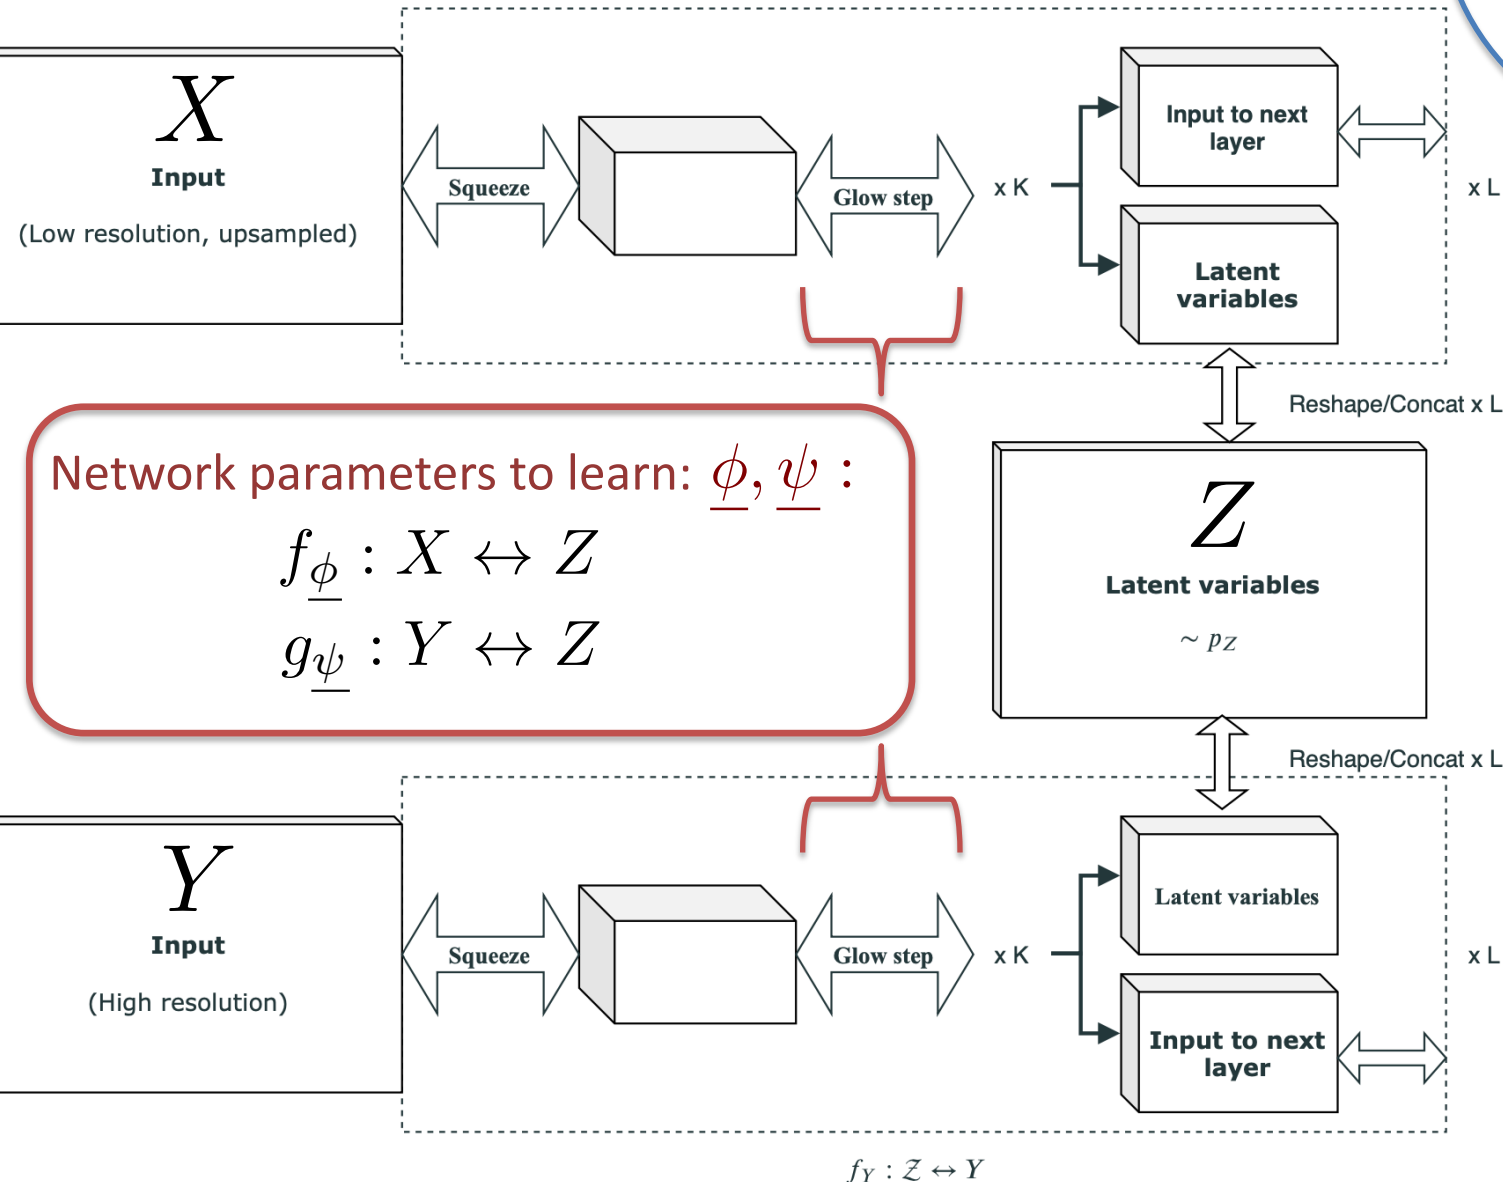 X
Input
(Low resolution, upsampled)
Squeeze
Glow step
x K
Input to next
layer
Latent
variables
x L
Reshape/Concat x L
Network parameters to learn: ϕ, ψ :
f_ϕ : X ↔ Z
g_ψ : Y ↔ Z
Z
Latent variables
∼ p_Z
Reshape/Concat x L
Y
Input
(High resolution)
Squeeze
Glow step
x K
Latent variables
Input to next
layer
x L
f_Y : 𝒵 ↔ Y